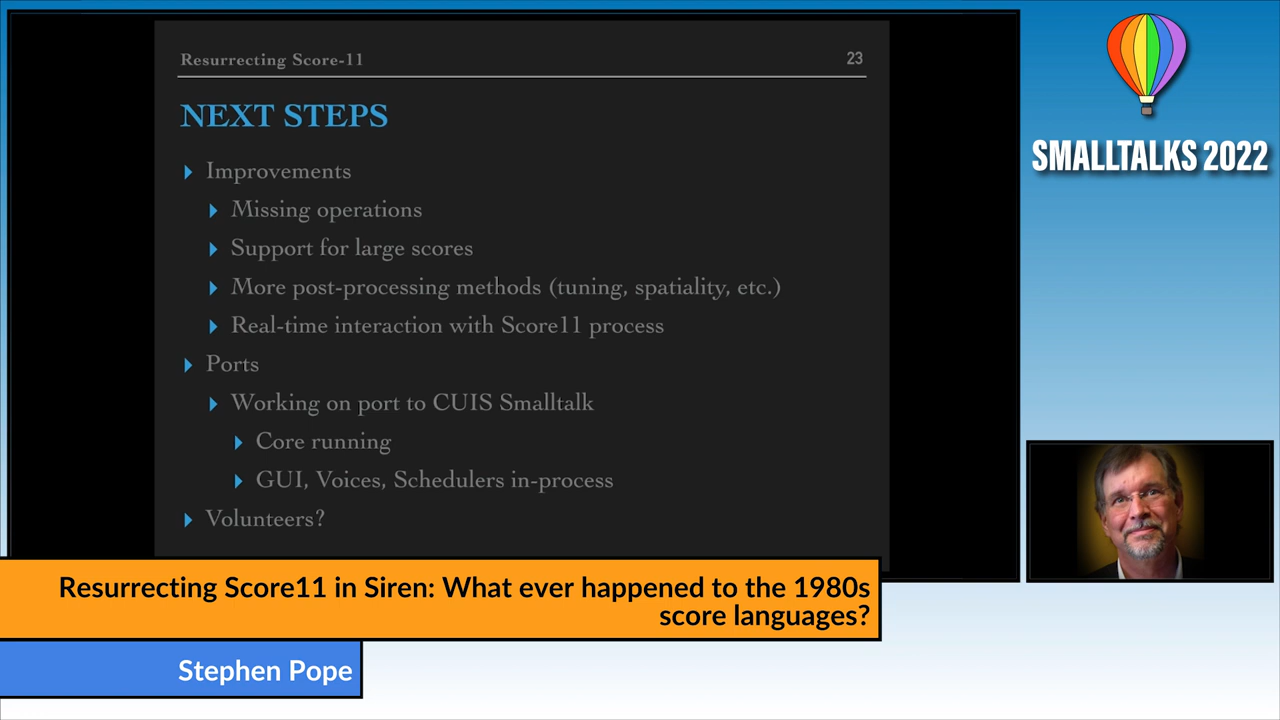 Resurrecting Score-11
23
NEXT STEPS
Improvements
Missing operations
Support for large scores
More post-processing methods (tuning, spatiality, etc.)
Real-time interaction with Score11 process
Ports
Working on port to CUIS Smalltalk
Core running
GUI, Voices, Schedulers in-process
Volunteers?
SMALLTALKS 2022
Resurrecting Score11 in Siren: What ever happened to the 1980s
score languages?
Stephen Pope